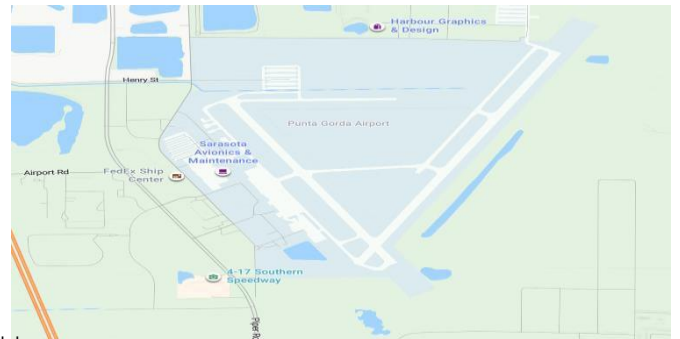 Harbour Graphics
& Design
Henry St
Punta Gorda Airport
Sarasota
Avionics &
Maintenance
Airport Rd
FedEx Ship
Center
4-17 Southern
Speedway
Piper